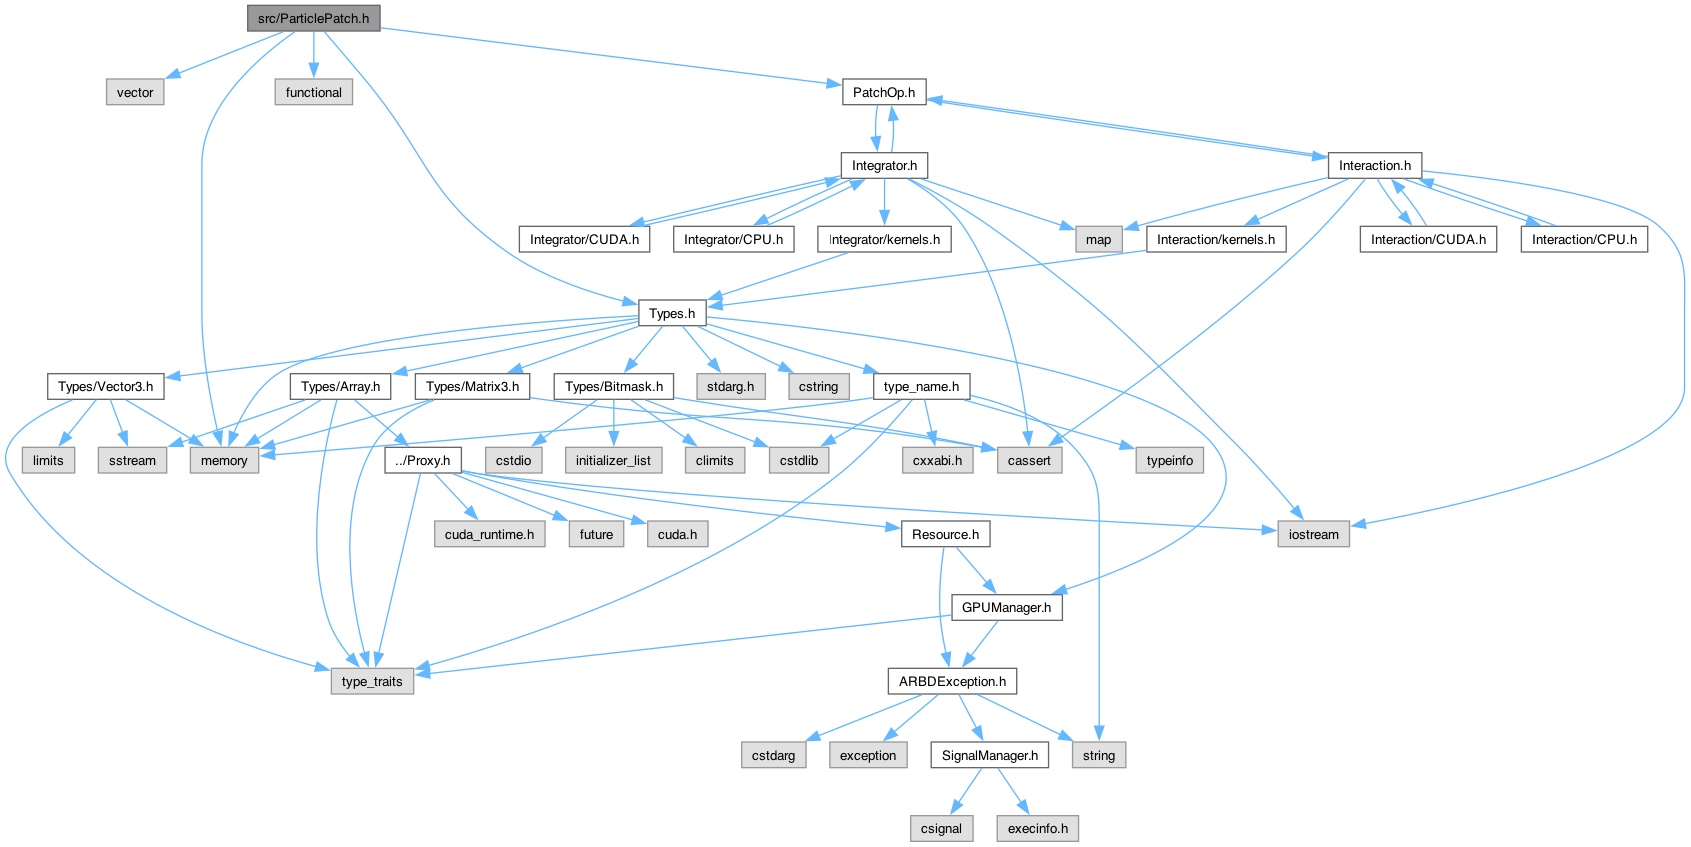 src/ParticlePatch.h
vector
functional
PatchOp.h
Integrator.h
Interaction.h
Integrator/CUDA.h
Integrator/CPU.h
Integrator/kernels.h
map
Interaction/kernels.h
Interaction/CUDA.h
Interaction/CPU.h
Types.h
Types/Vector3.h
Types/Array.h
Types/Matrix3.h
Types/Bitmask.h
stdarg.h
cstring
type_name.h
limits
sstream
memory
../Proxy.h
cstdio
initializer_list
climits
cstdlib
cxxabi.h
cassert
typeinfo
cuda_runtime.h
future
cuda.h
Resource.h
iostream
GPUManager.h
type_traits
ARBDException.h
cstdarg
exception
SignalManager.h
string
csignal
execinfo.h